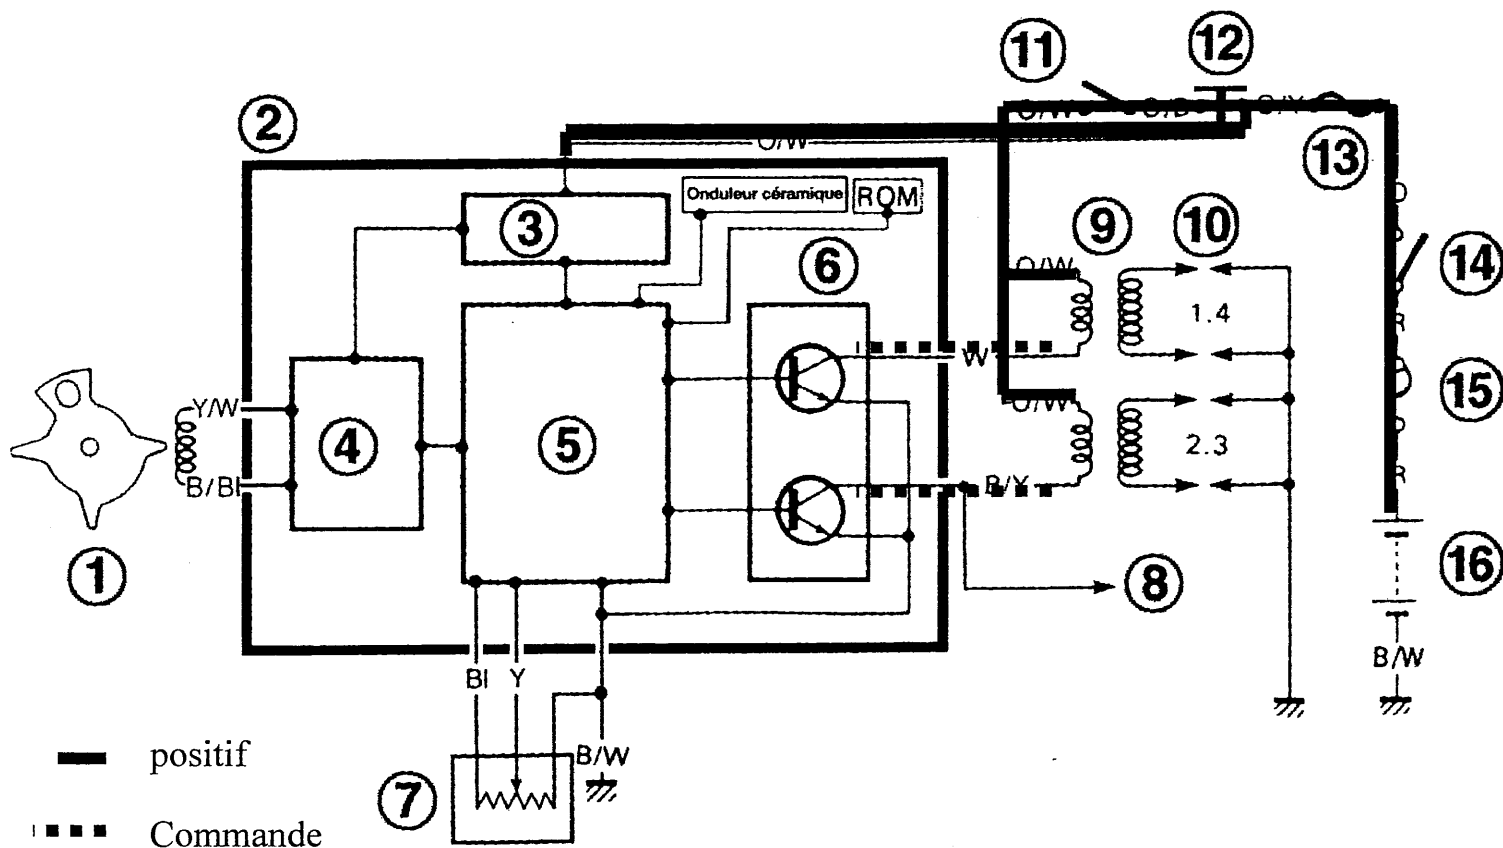 11
12
2
O/W
O/B
O/Y
O/W
13
Onduleur céramique
ROM
3
9
10
O
6
O/W
14
1.4
R
W
15
Y/W
O/W
4
5
2.3
B/Bl
B/Y
R
1
8
16
Bl
Y
B/W
B/W
positif
7
Commande